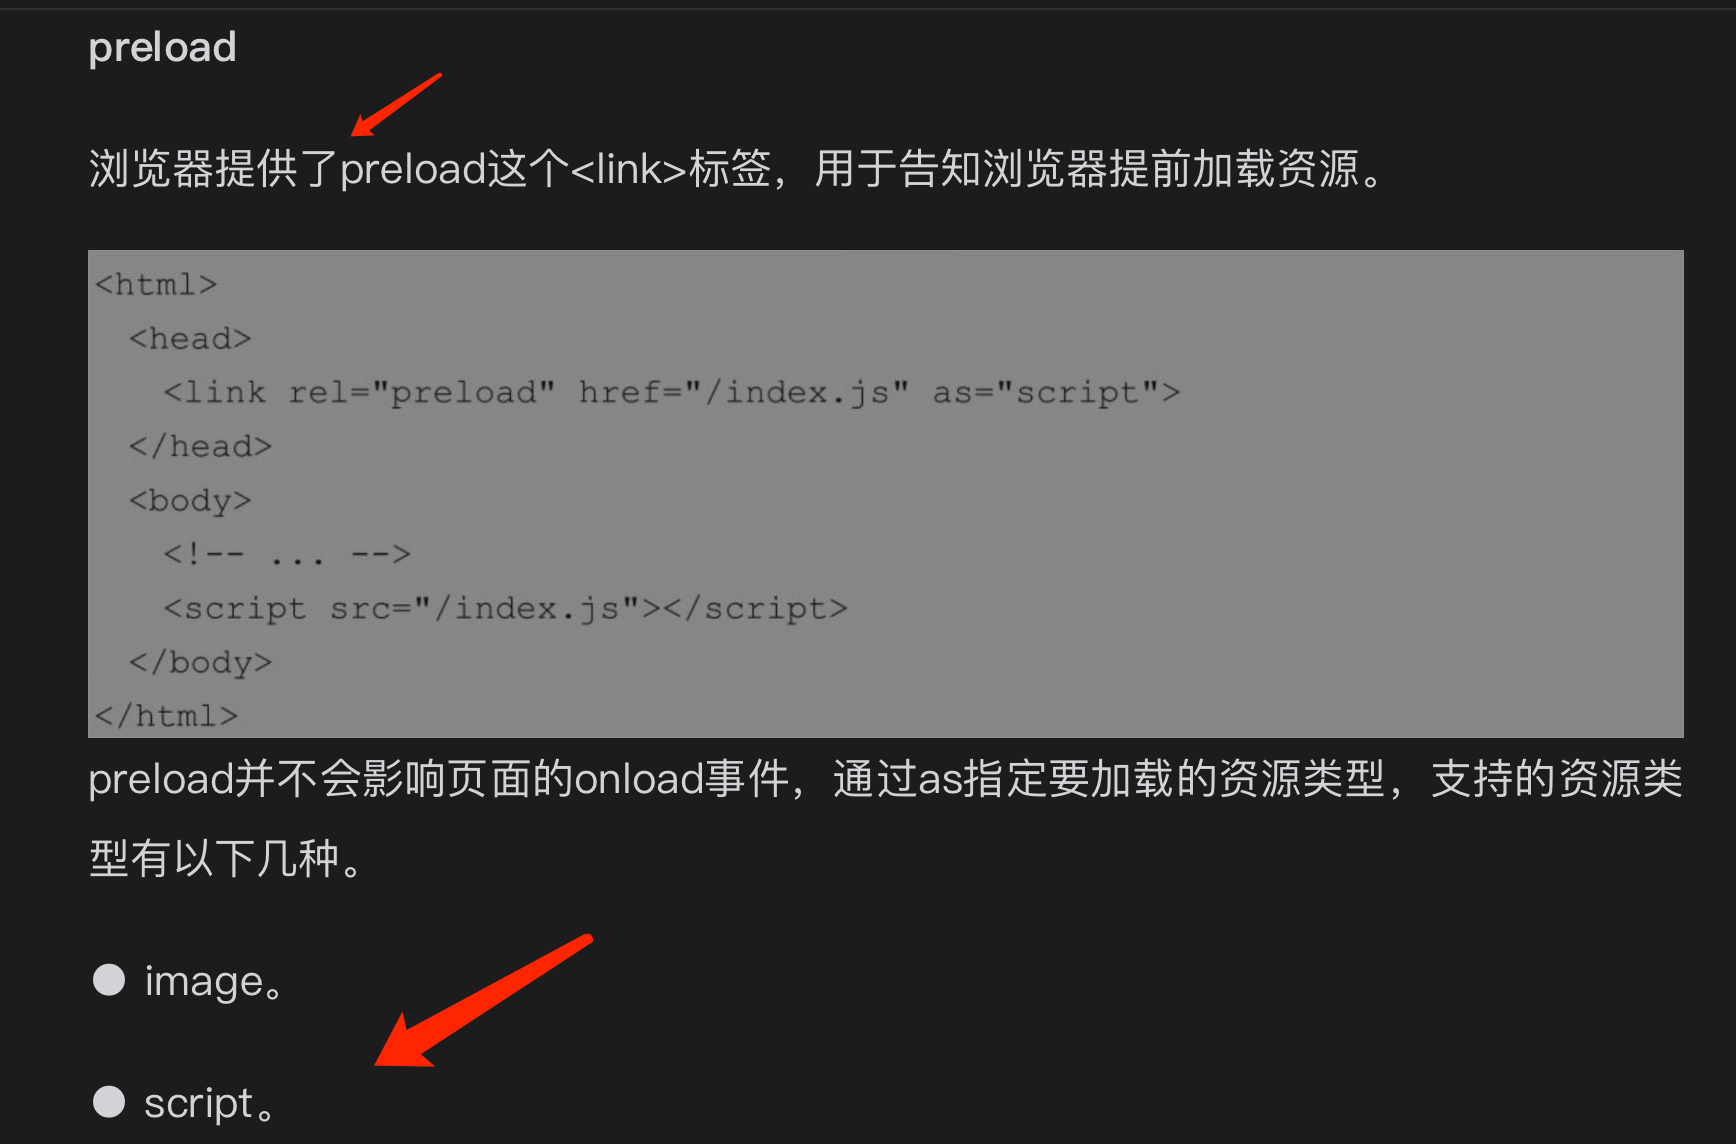 preload
浏览器提供了preload这个<link>标签，用于告知浏览器提前加载资源。
<html>
  <head>
    <link rel="preload" href="/index.js" as="script">
  </head>
  <body>
    <!-- ... -->
    <script src="/index.js"></script>
  </body>
</html>
preload并不会影响页面的onload事件，通过as指定要加载的资源类型，支持的资源类
型有以下几种。
● image。
● script。